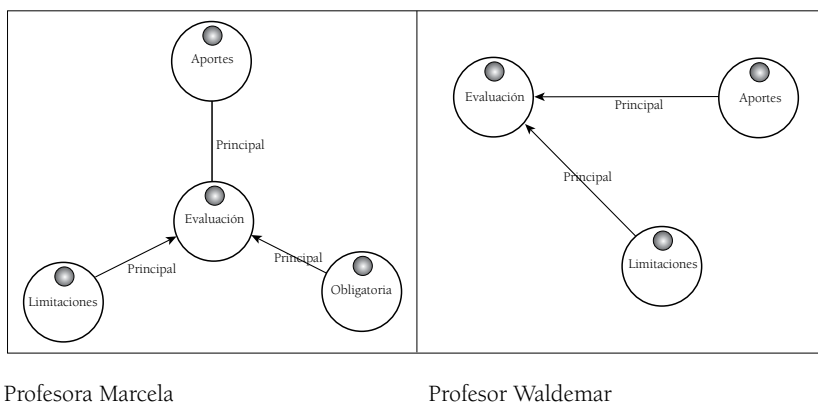 Aportes
Principal
Evaluación
Principal
Limitaciones
Principal
Obligatoria
Evaluación
Principal
Aportes
Principal
Limitaciones
Profesora Marcela
Profesor Waldemar